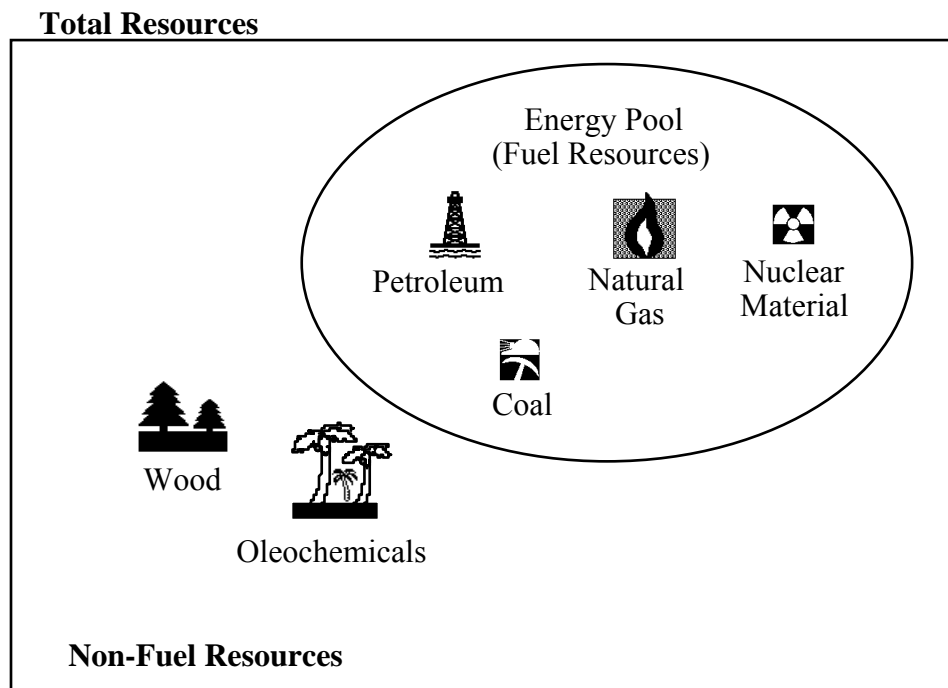 Total Resources
Energy Pool
(Fuel Resources)
Petroleum
Natural
Gas
Nuclear
Material
Coal
Wood
Oleochemicals
Non-Fuel Resources